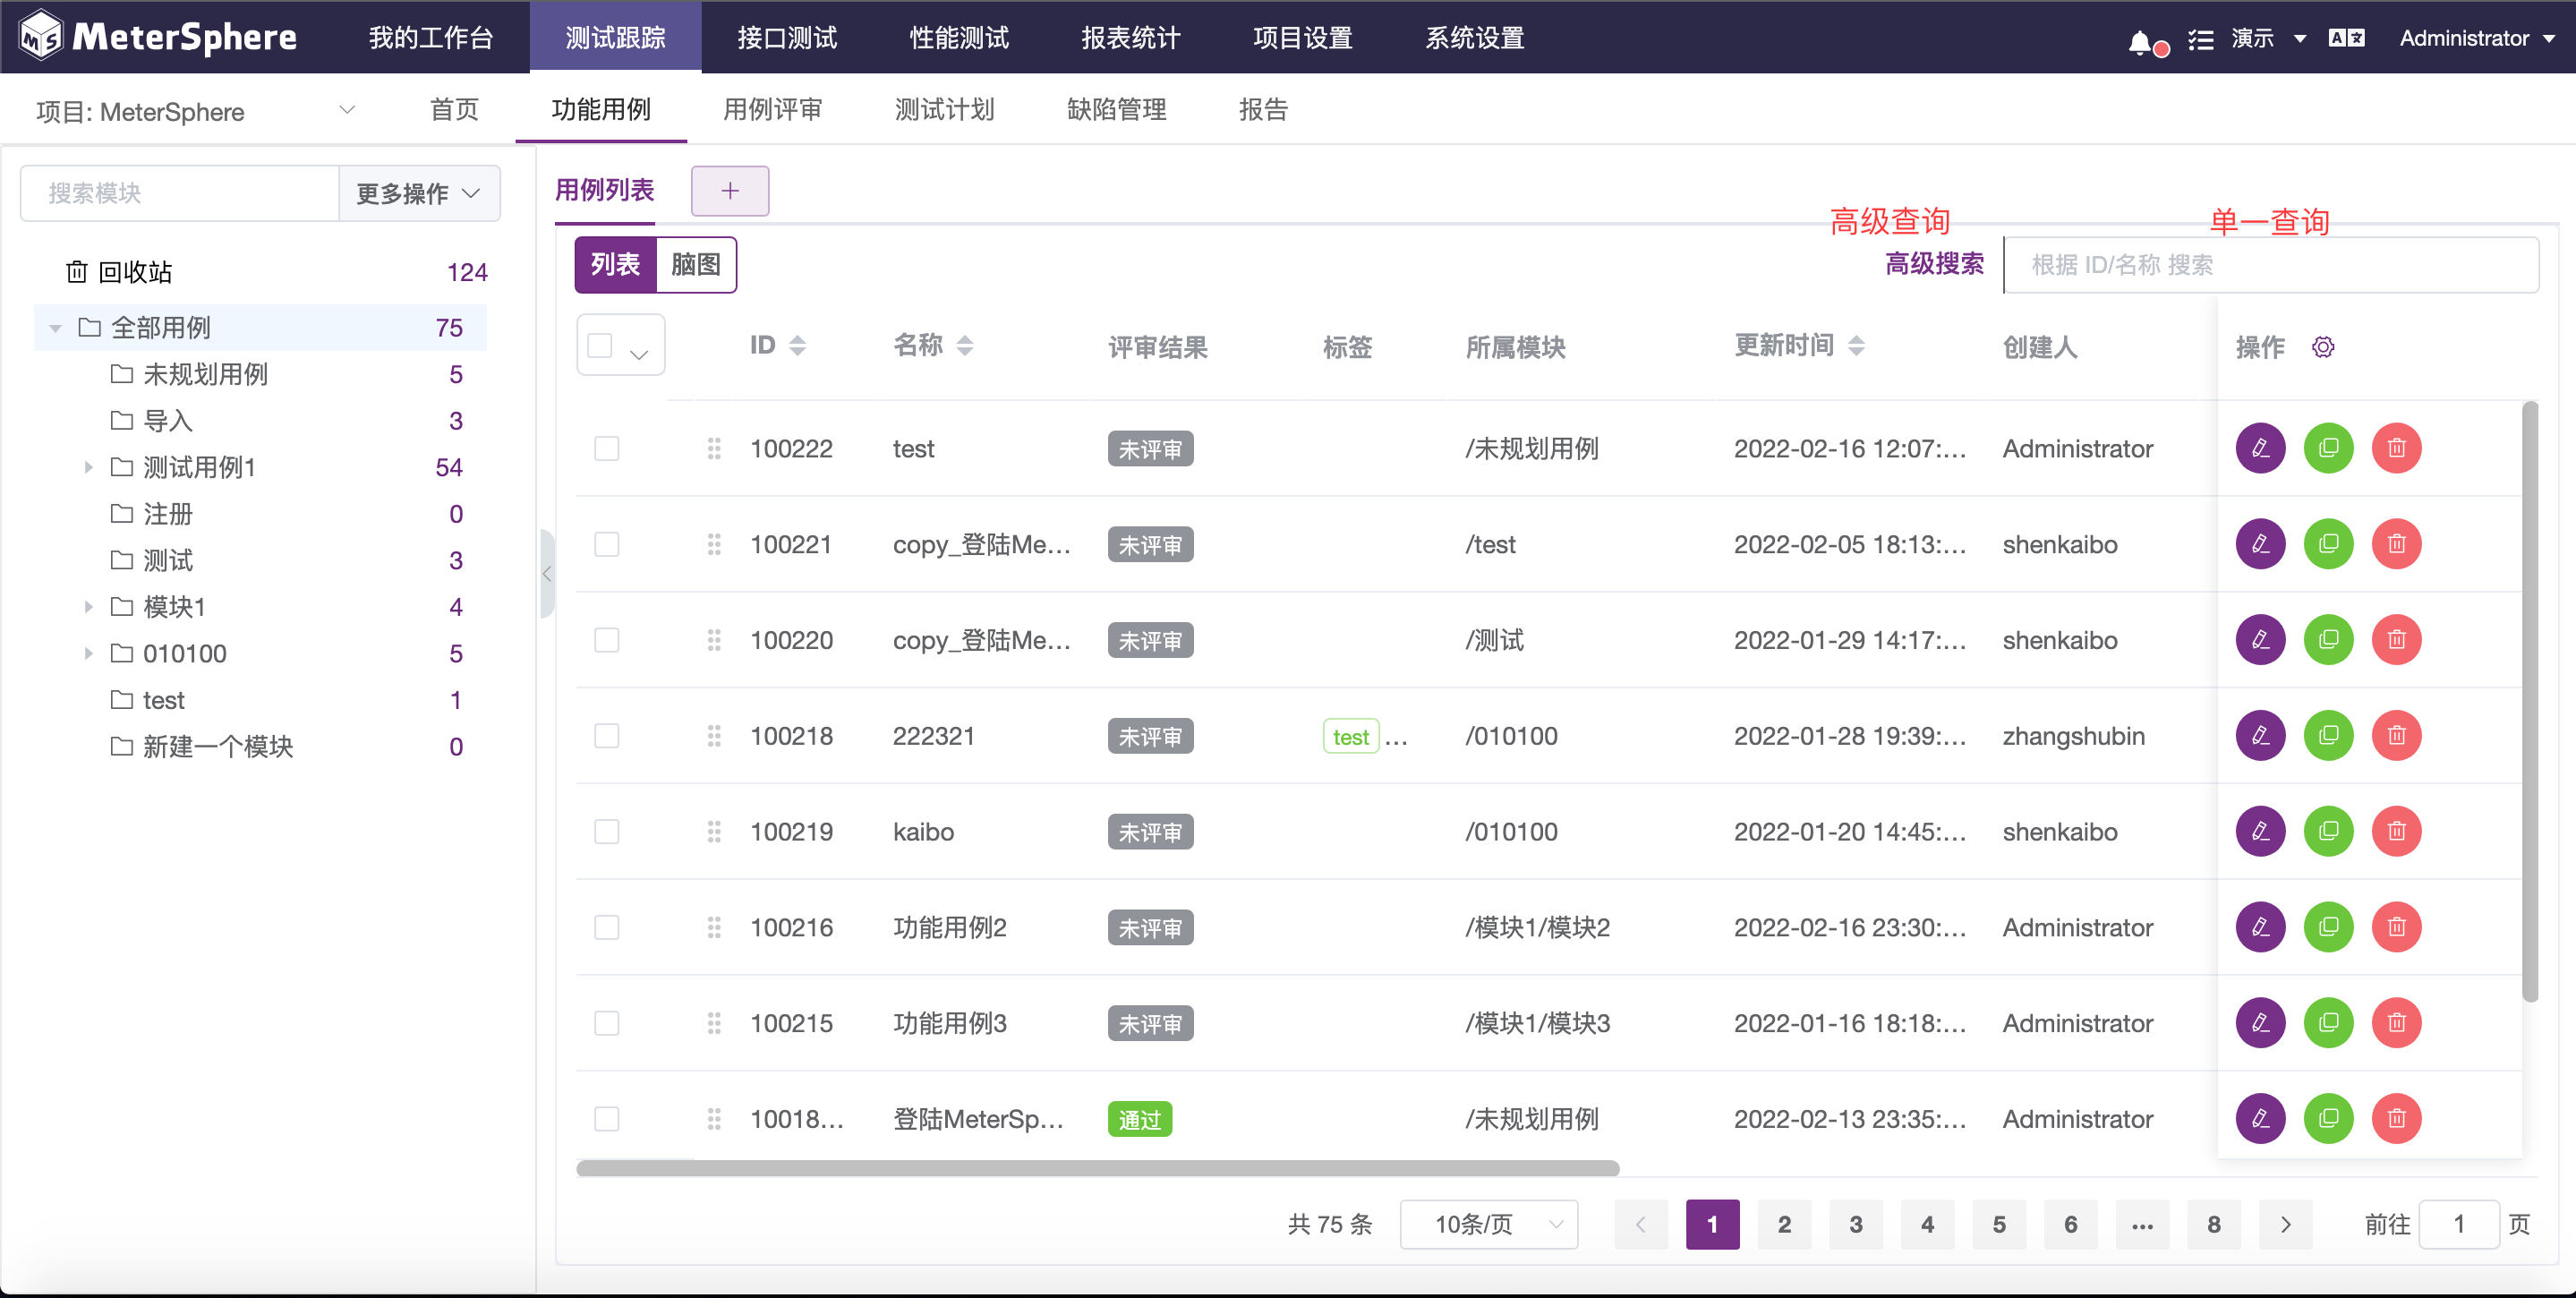 MS MeterSphere 我的工作台 测试跟踪 接口测试 性能测试 报表统计 项目设置 系统设置 演示 Administrator
项目: MeterSphere 首页 功能用例 用例评审 测试计划 缺陷管理 报告
搜索模块 更多操作
回收站 124
全部用例 75
未规划用例 5
导入 3
测试用例1 54
注册 0
测试 3
模块1 4
010100 5
test 1
新建一个模块 0
用例列表 +
高级查询 单一查询
列表 脑图 高级搜索 根据 ID/名称 搜索
ID 名称 评审结果 标签 所属模块 更新时间 创建人 操作
100222 test 未评审 /未规划用例 2022-02-16 12:07:... Administrator
100221 copy_登陆Me... 未评审 /test 2022-02-05 18:13:... shenkaibo
100220 copy_登陆Me... 未评审 /测试 2022-01-29 14:17:... shenkaibo
100218 222321 未评审 test ... /010100 2022-01-28 19:39:... zhangshubin
100219 kaibo 未评审 /010100 2022-01-20 14:45:... shenkaibo
100216 功能用例2 未评审 /模块1/模块2 2022-02-16 23:30:... Administrator
100215 功能用例3 未评审 /模块1/模块3 2022-01-16 18:18:... Administrator
10018... 登陆MeterSp... 通过 /未规划用例 2022-02-13 23:35:... Administrator
共 75 条 10条/页 1 2 3 4 5 6 ... 8 前往 1 页